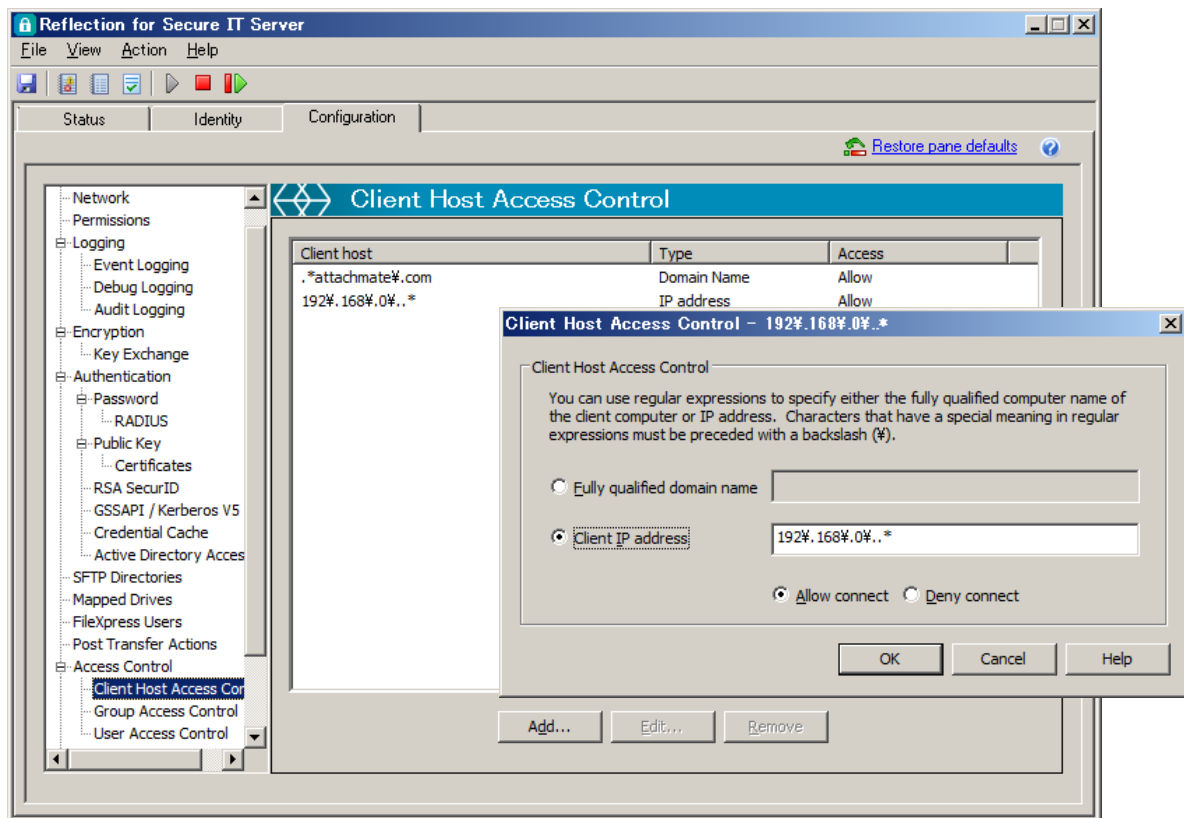 Reflection for Secure IT Server
File View Action Help
Status Identity Configuration
Restore pane defaults
Network
Permissions
Logging
Event Logging
Debug Logging
Audit Logging
Encryption
Key Exchange
Authentication
Password
RADIUS
Public Key
Certificates
RSA SecurID
GSSAPI / Kerberos V5
Credential Cache
Active Directory Acces
SFTP Directories
Mapped Drives
FileXpress Users
Post Transfer Actions
Access Control
Client Host Access Con
Group Access Control
User Access Control
Client Host Access Control
Client host Type Access
.*attachmate¥.com Domain Name Allow
192¥.168¥.0¥..* IP address Allow
Client Host Access Control - 192¥.168¥.0¥..*
Client Host Access Control
You can use regular expressions to specify either the fully qualified computer name of
the client computer or IP address. Characters that have a special meaning in regular
expressions must be preceded with a backslash (¥).
Fully qualified domain name
Client IP address 192¥.168¥.0¥..*
Allow connect Deny connect
OK Cancel Help
Add... Edit... Remove